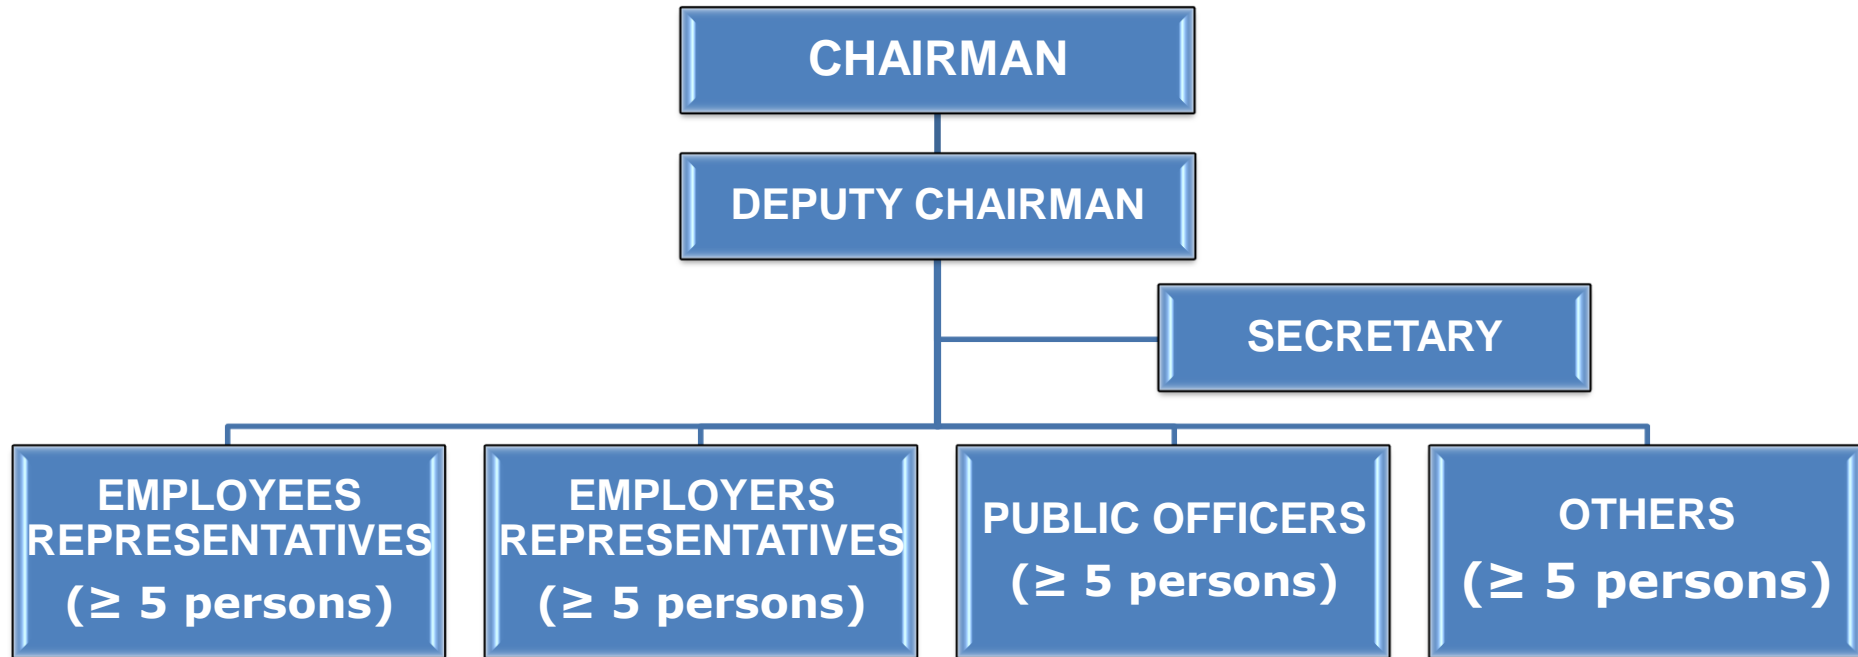 CHAIRMAN
DEPUTY CHAIRMAN
SECRETARY
EMPLOYEES
REPRESENTATIVES
(≥ 5 persons)
EMPLOYERS
REPRESENTATIVES
(≥ 5 persons)
PUBLIC OFFICERS
(≥ 5 persons)
OTHERS
(≥ 5 persons)